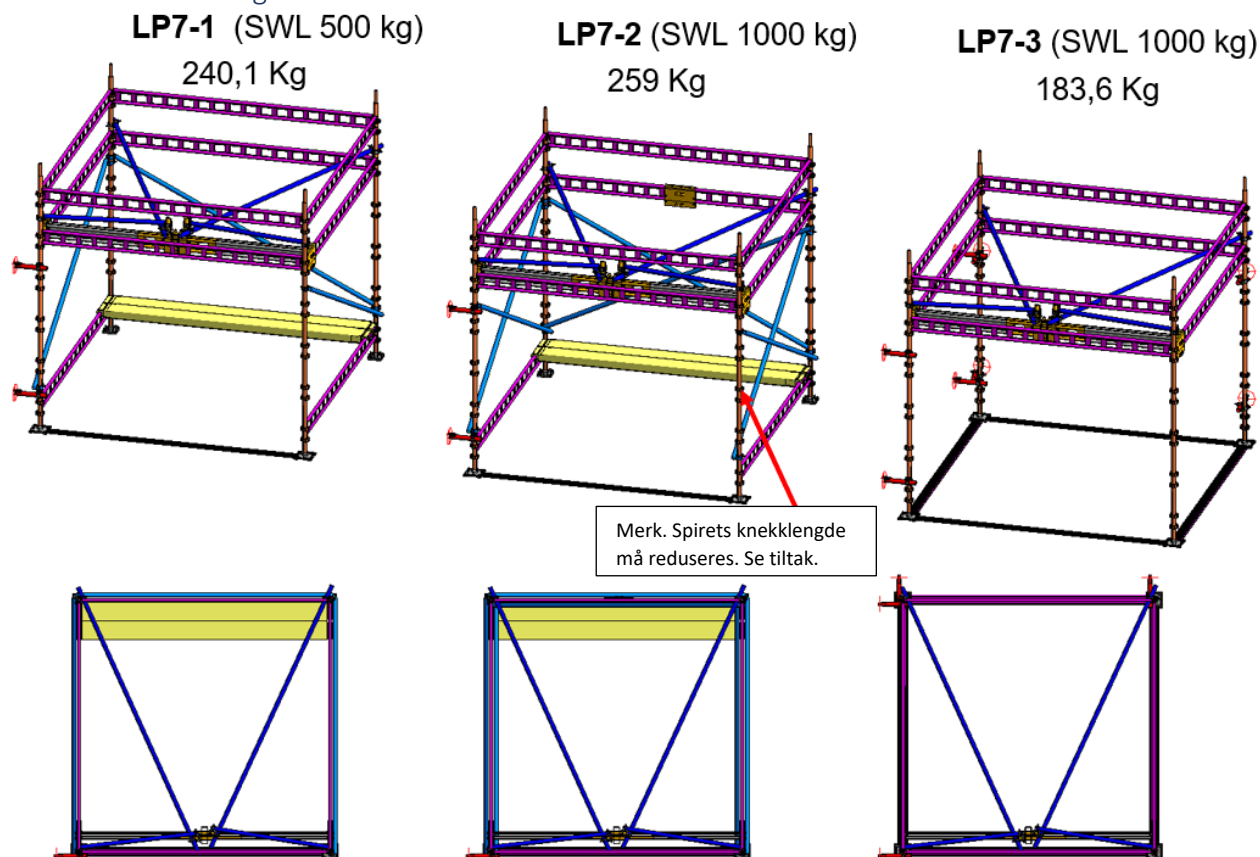 LP7-1 (SWL 500 kg)
240,1 Kg
LP7-2 (SWL 1000 kg)
259 Kg
LP7-3 (SWL 1000 kg)
183,6 Kg
Merk. Spirets knekklengde
må reduseres. Se tiltak.